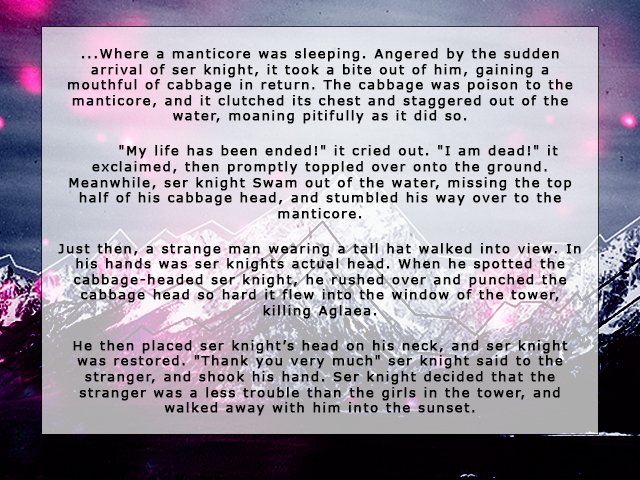 ...Where a manticore was sleeping. Angered by the sudden
arrival of ser knight, it took a bite out of him, gaining a
mouthful of cabbage in return. The cabbage was poison to the
manticore, and it clutched its chest and staggered out of the
water, moaning pitifully as it did so.
"My life has been ended!" it cried out. "I am dead!" it
exclaimed, then promptly toppled over onto the ground.
Meanwhile, ser knight Swam out of the water, missing the top
half of his cabbage head, and stumbled his way over to the
manticore.
Just then, a strange man wearing a tall hat walked into view. In
his hands was ser knights actual head. When he spotted the
cabbage-headed ser knight, he rushed over and punched the
cabbage head so hard it flew into the window of the tower,
killing Aglaea.
He then placed ser knight's head on his neck, and ser knight
was restored. "Thank you very much" ser knight said to the
stranger, and shook his hand. Ser knight decided that the
stranger was a less trouble than the girls in the tower, and
walked away with him into the sunset.